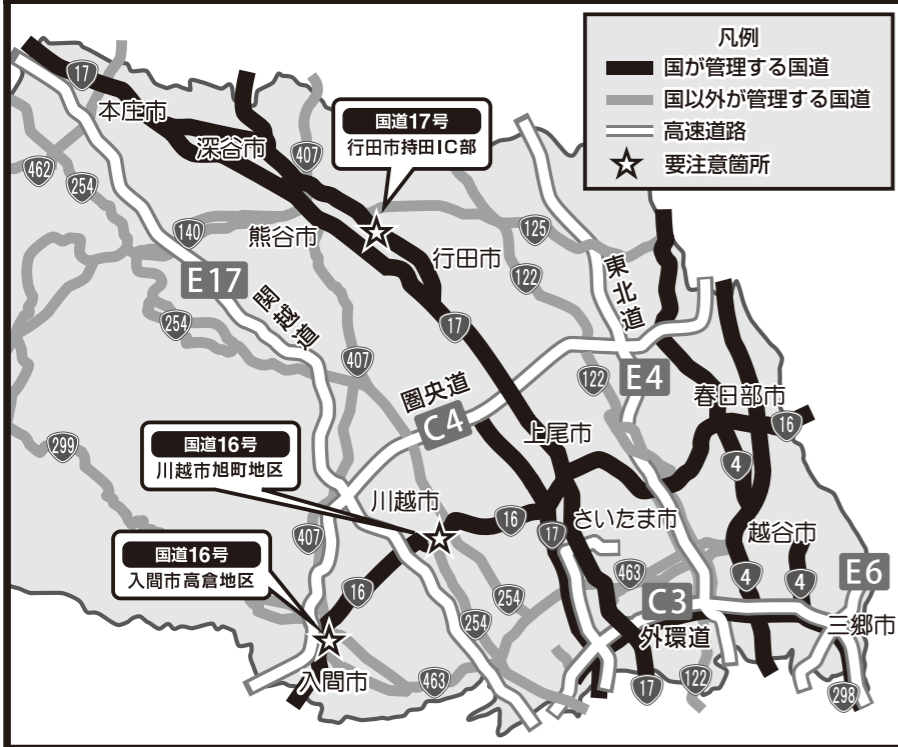 凡例
国が管理する国道
国以外が管理する国道
高速道路
要注意箇所
17
本庄市
深谷市
407
国道17号
行田市持田IC部
462
254
140
熊谷市
行田市
125
122
東北道
E17
関越道
254
17
407
122
E4
圏央道
C4
春日部市
16
上尾市
299
国道16号
川越市旭町地区
4
川越市
16
17
さいたま市
越谷市
407
国道16号
入間市高倉地区
16
254
463
C3
4
4
E6
254
外環道
三郷市
入間市
463
17
122
298